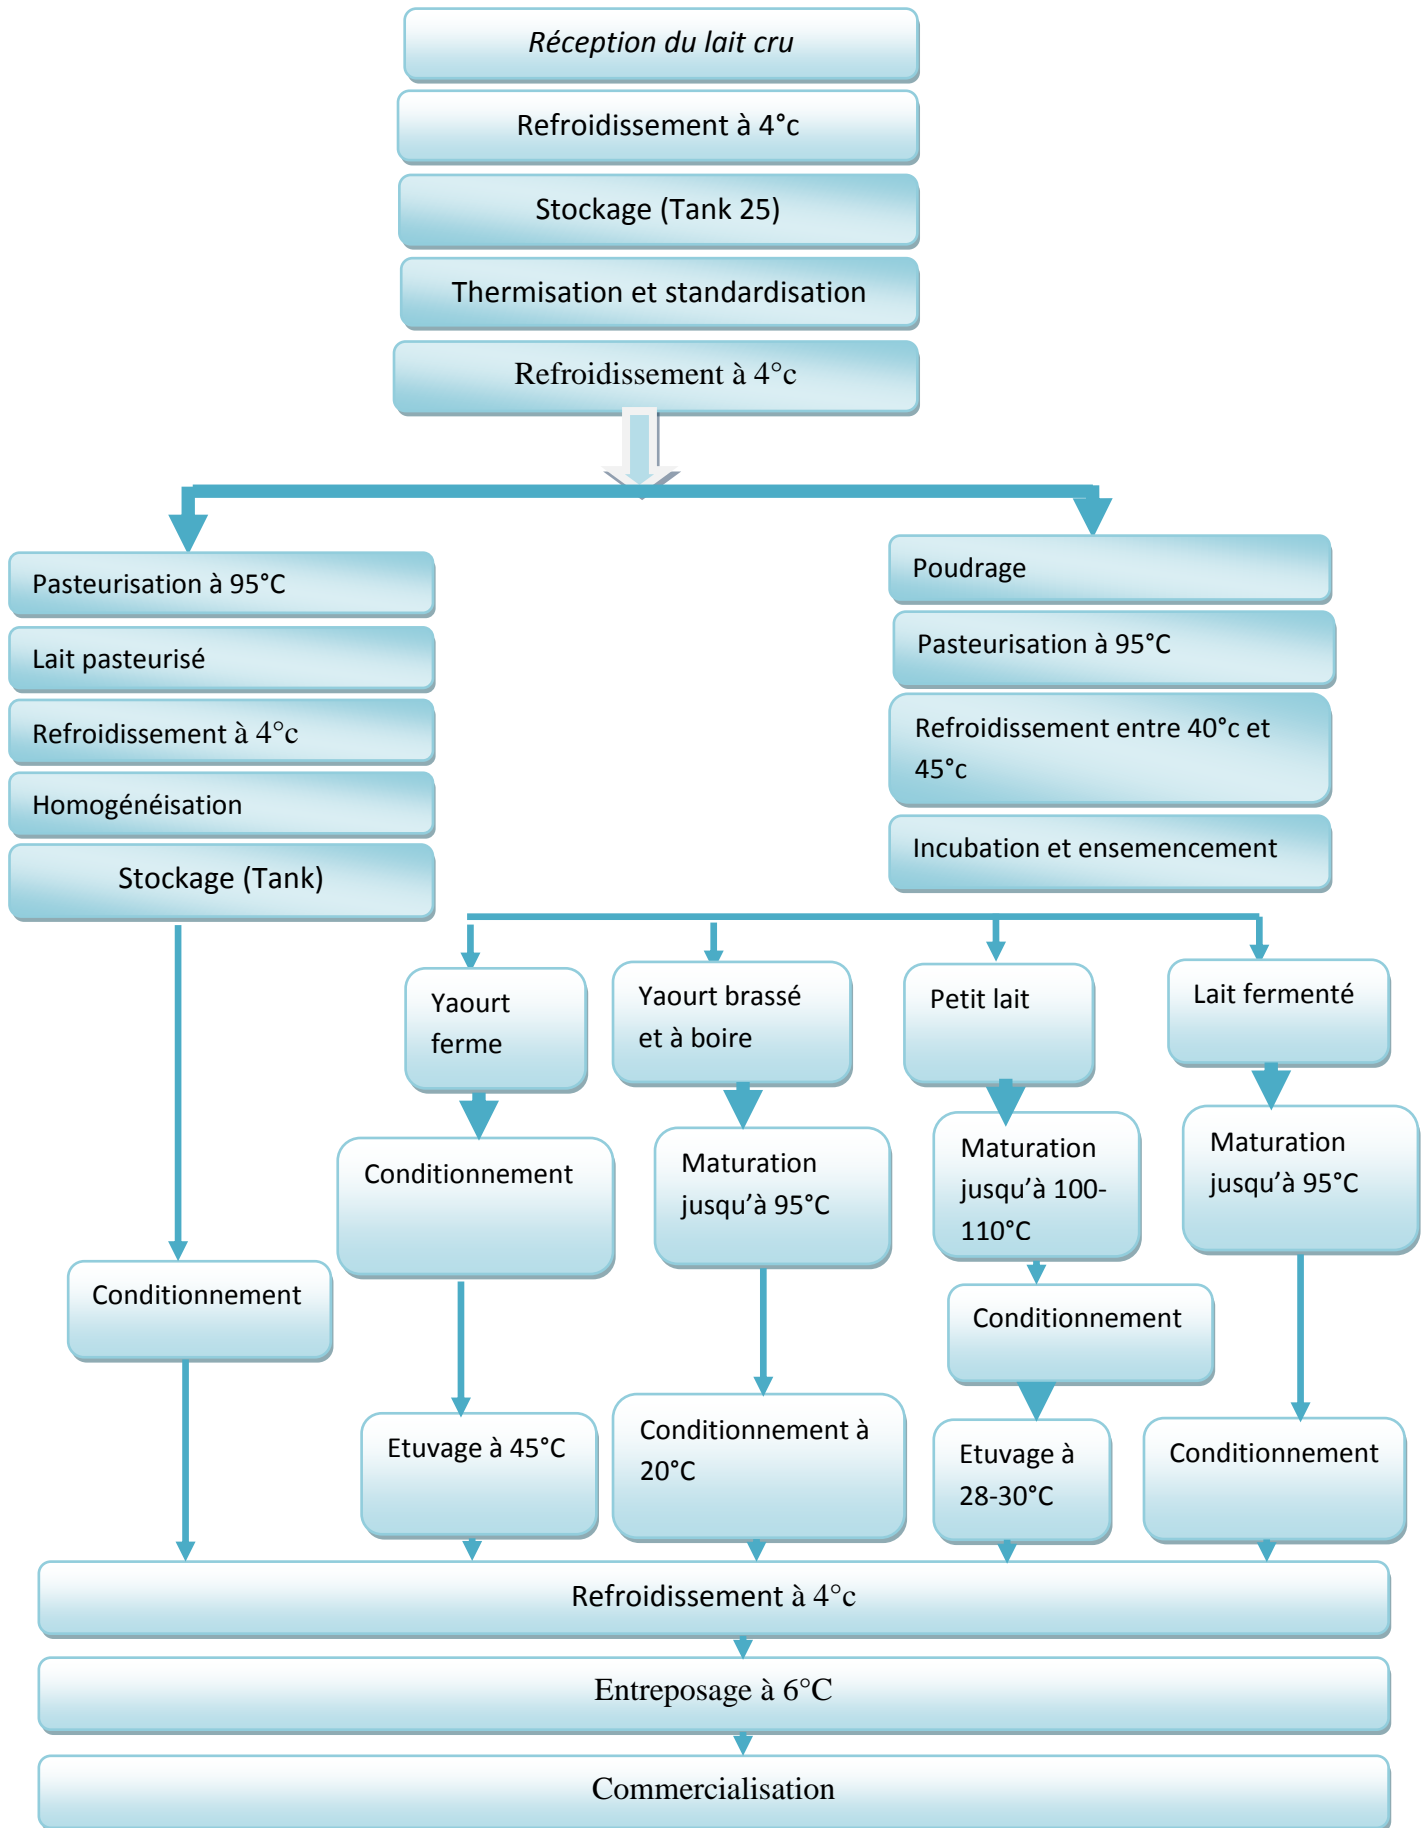 Réception du lait cru
Refroidissement à 4°c
Stockage (Tank 25)
Thermisation et standardisation
Refroidissement à 4°c
Pasteurisation à 95°C
Lait pasteurisé
Refroidissement à 4°c
Homogénéisation
Stockage (Tank)
Poudrage
Pasteurisation à 95°C
Refroidissement entre 40°c et
45°c
Incubation et ensemencement
Yaourt
ferme
Yaourt brassé
et à boire
Petit lait
Lait fermenté
Conditionnement
Maturation
jusqu'à 95°C
Maturation
jusqu'à 100-
110°C
Maturation
jusqu'à 95°C
Conditionnement
Conditionnement
Etuvage à 45°C
Conditionnement à
20°C
Etuvage à
28-30°C
Conditionnement
Refroidissement à 4°c
Entreposage à 6°C
Commercialisation